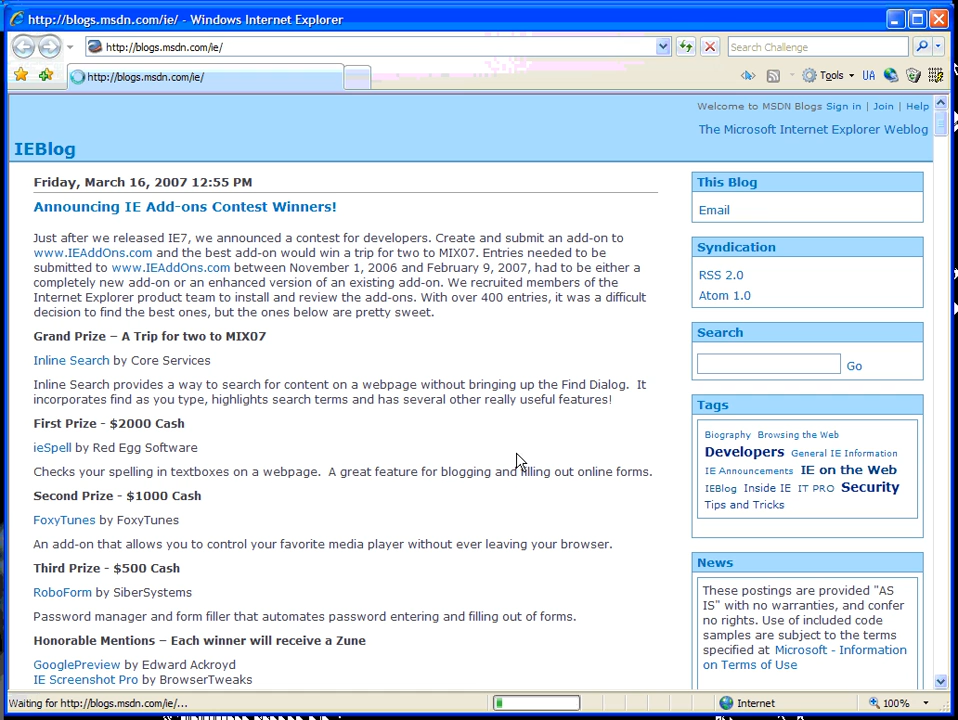 http://blogs.msdn.com/ie/ - Windows Internet Explorer
http://blogs.msdn.com/ie/
Search Challenge
http://blogs.msdn.com/ie/
Tools
UA
Welcome to MSDN Blogs Sign in | Join | Help
The Microsoft Internet Explorer Weblog
IEBlog
Friday, March 16, 2007 12:55 PM
Announcing IE Add-ons Contest Winners!
Just after we released IE7, we announced a contest for developers. Create and submit an add-on to
www.IEAddOns.com and the best add-on would win a trip for two to MIX07. Entries needed to be
submitted to www.IEAddOns.com between November 1, 2006 and February 9, 2007, had to be either a
completely new add-on or an enhanced version of an existing add-on. We recruited members of the
Internet Explorer product team to install and review the add-ons. With over 400 entries, it was a difficult
decision to find the best ones, but the ones below are pretty sweet.
Grand Prize – A Trip for two to MIX07
Inline Search by Core Services
Inline Search provides a way to search for content on a webpage without bringing up the Find Dialog. It
incorporates find as you type, highlights search terms and has several other really useful features!
First Prize - $2000 Cash
ieSpell by Red Egg Software
Checks your spelling in textboxes on a webpage. A great feature for blogging and filling out online forms.
Second Prize - $1000 Cash
FoxyTunes by FoxyTunes
An add-on that allows you to control your favorite media player without ever leaving your browser.
Third Prize - $500 Cash
RoboForm by SiberSystems
Password manager and form filler that automates password entering and filling out of forms.
Honorable Mentions – Each winner will receive a Zune
GooglePreview by Edward Ackroyd
IE Screenshot Pro by BrowserTweaks
This Blog
Email
Syndication
RSS 2.0
Atom 1.0
Search
Go
Tags
Biography Browsing the Web
Developers General IE Information
IE Announcements IE on the Web
IEBlog Inside IE IT PRO Security
Tips and Tricks
News
These postings are provided "AS
IS" with no warranties, and confer
no rights. Use of included code
samples are subject to the terms
specified at Microsoft - Information
on Terms of Use
Waiting for http://blogs.msdn.com/ie/...
Internet
100%